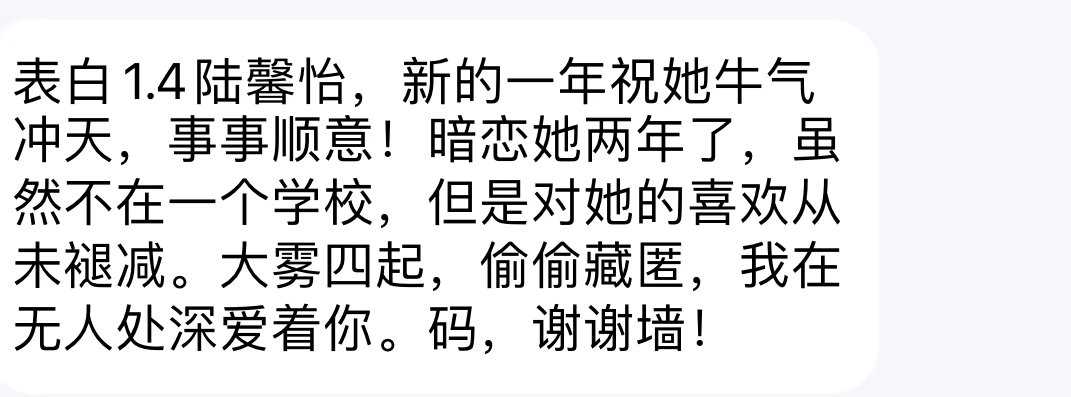 表白1.4陆馨怡，新的一年祝她牛气
冲天，事事顺意！暗恋她两年了，虽
然不在一个学校，但是对她的喜欢从
未褪减。大雾四起，偷偷藏匿，我在
无人处深爱着你。码，谢谢墙！